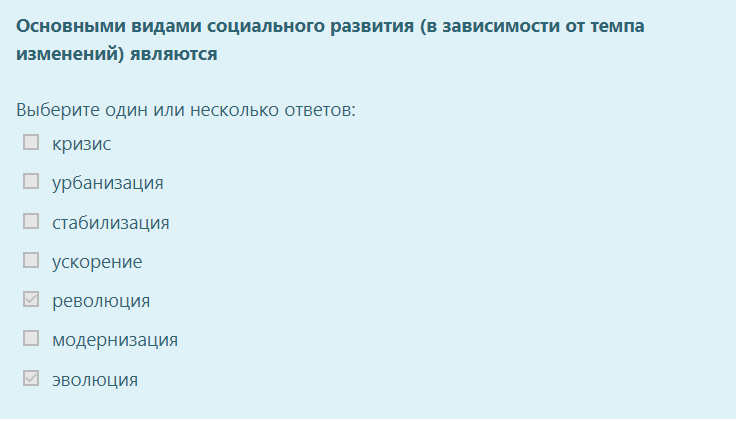 Основными видами социального развития (в зависимости от темпа
изменений) являются
Выберите один или несколько ответов:
кризис
урбанизация
стабилизация
ускорение
революция
модернизация
эволюция